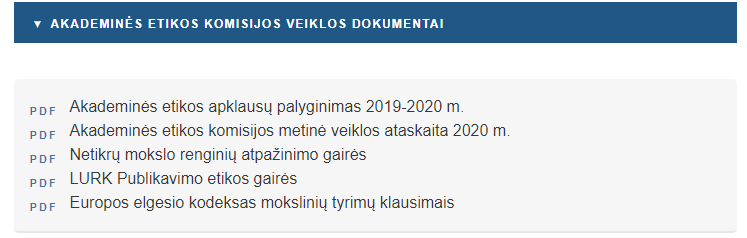 ▼ AKADEMINĖS ETIKOS KOMISIJOS VEIKLOS DOKUMENTAI
PDF Akademinės etikos apklausų palyginimas 2019-2020 m.
PDF Akademinės etikos komisijos metinė veiklos ataskaita 2020 m.
PDF Netikrų mokslo renginių atpažinimo gairės
PDF LURK Publikavimo etikos gairės
PDF Europos elgesio kodeksas mokslinių tyrimų klausimais